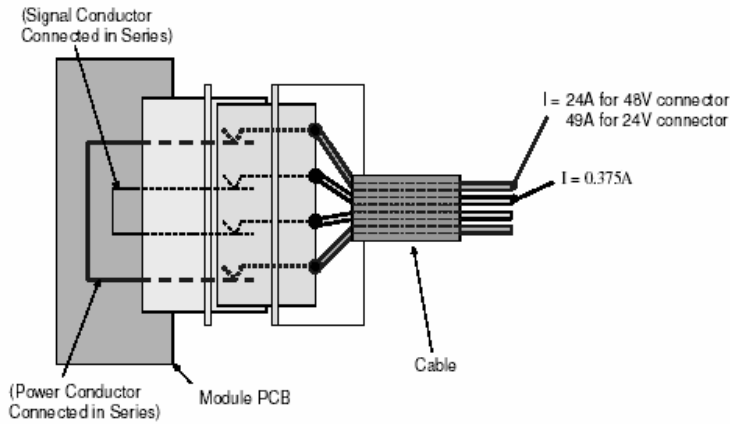 (Signal Conductor
Connected in Series)
I = 24A for 48V connector
49A for 24V connector
I = 0.375A
Cable
(Power Conductor
Connected in Series)
Module PCB